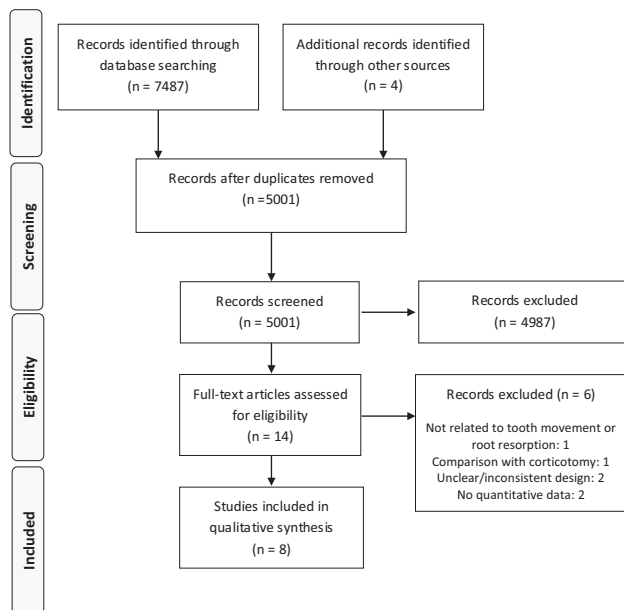 Identification
Records identified through
database searching
(n = 7487)
Additional records identified
through other sources
(n = 4)
Screening
Records after duplicates removed
(n =5001)
Records screened
(n = 5001)
Records excluded
(n = 4987)
Eligibility
Full-text articles assessed
for eligibility
(n = 14)
Records excluded (n = 6)
Not related to tooth movement or
root resorption: 1
Comparison with corticotomy: 1
Unclear/inconsistent design: 2
No quantitative data: 2
Included
Studies included in
qualitative synthesis
(n = 8)